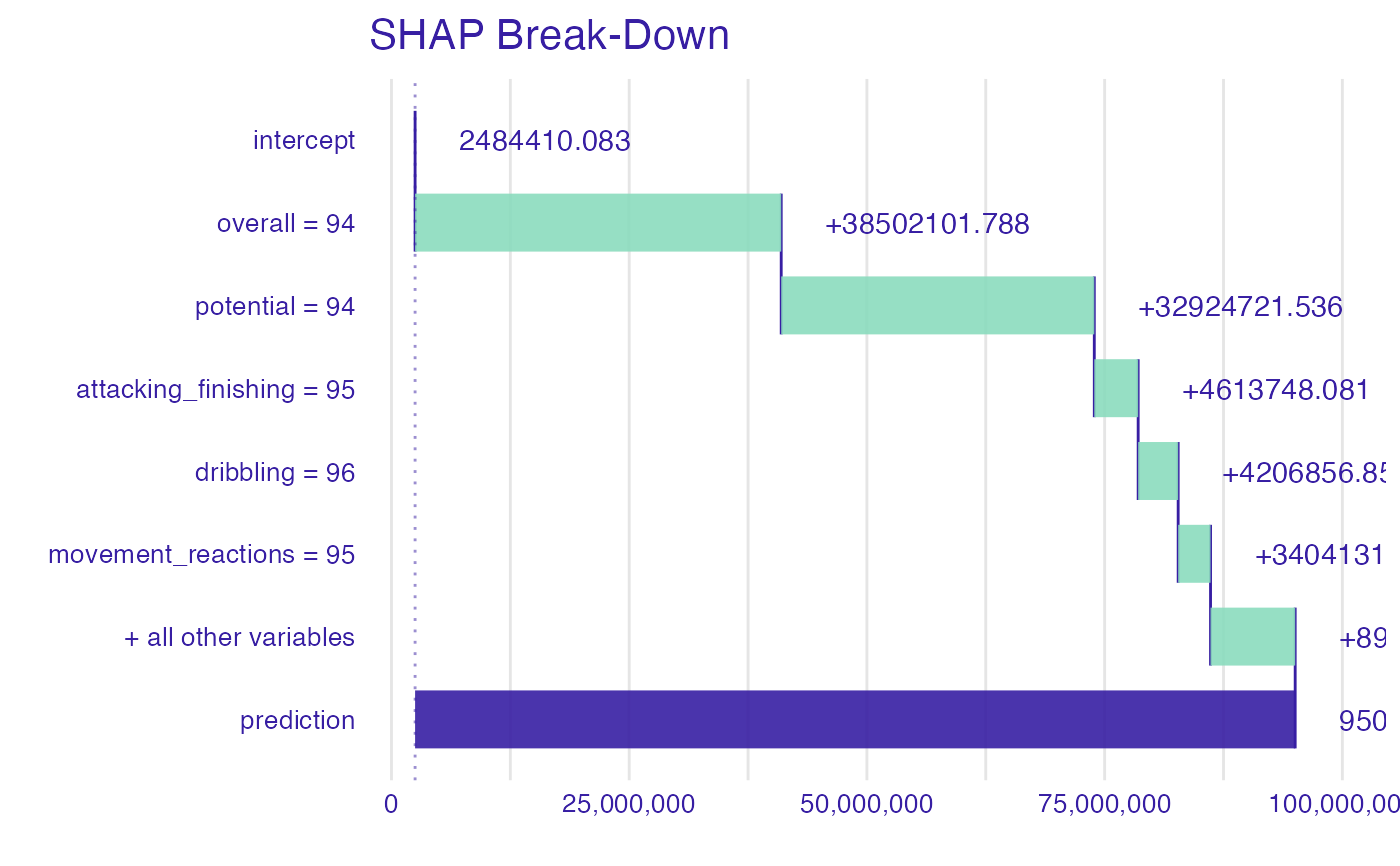 SHAP Break-Down
intercept
2484410.083
overall = 94
+38502101.788
potential = 94
+32924721.536
attacking_finishing = 95
+4613748.081
dribbling = 96
+4206856.85
movement_reactions = 95
+3404131
+ all other variables
+89
prediction
950
0 25,000,000 50,000,000 75,000,000 100,000,00